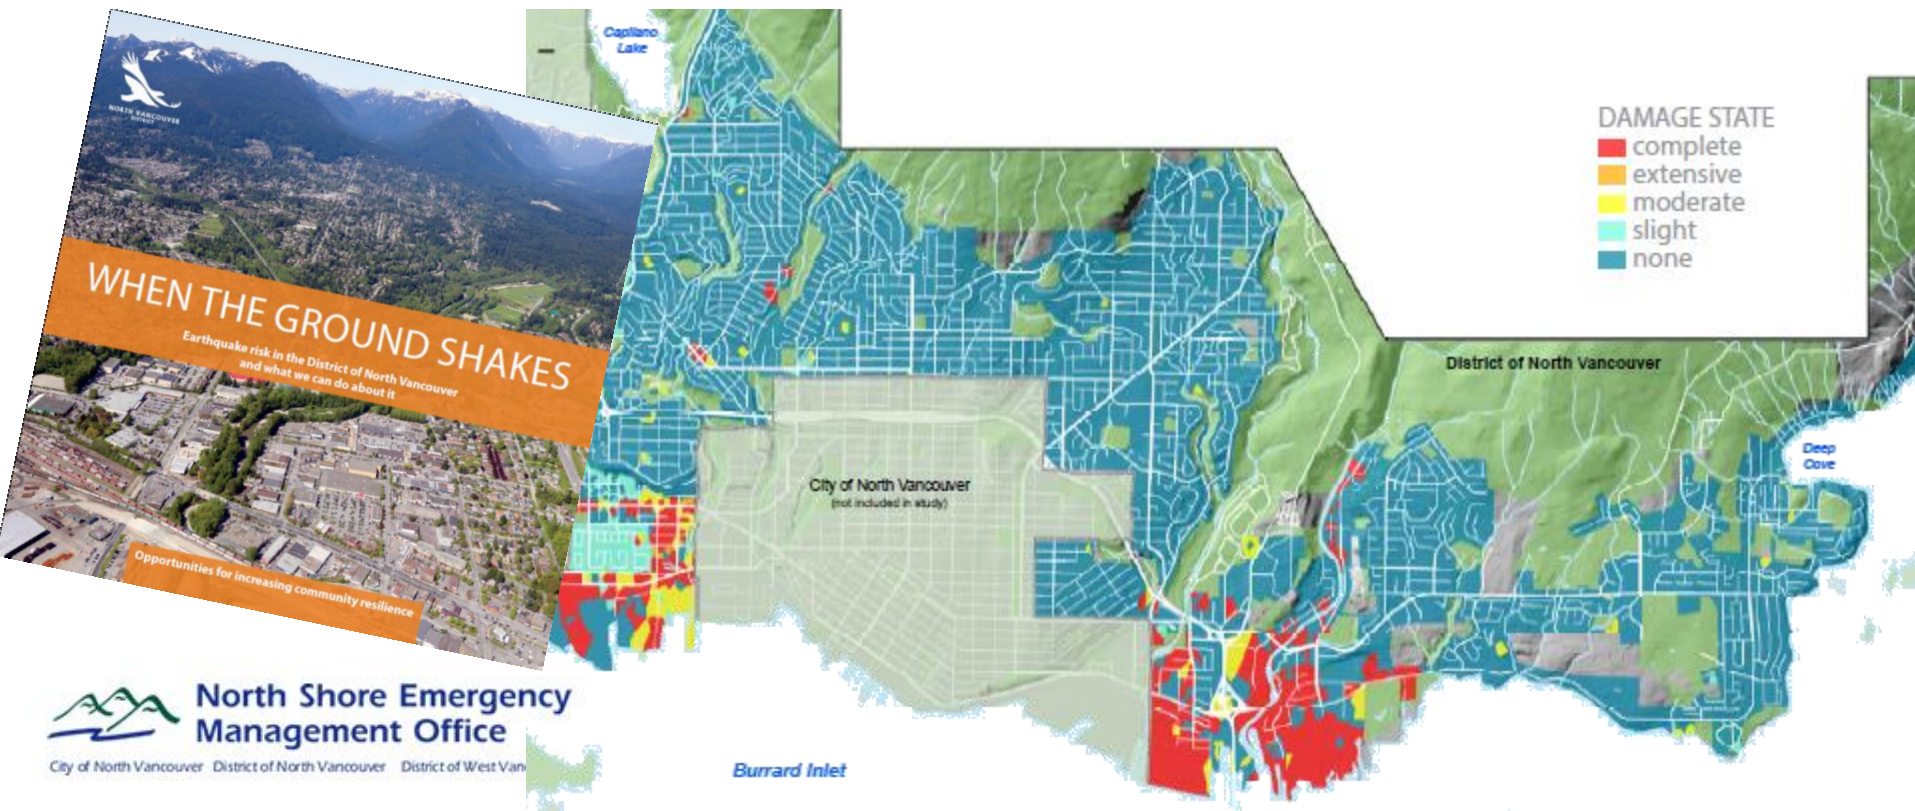 NORTH VANCOUVER
DISTRICT
WHEN THE GROUND SHAKES
Earthquake risk in the District of North Vancouver
and what we can do about it
Opportunities for increasing community resilience
North Shore Emergency
Management Office
City of North Vancouver District of North Vancouver District of West Van
Capilano
Lake
DAMAGE STATE
complete
extensive
moderate
slight
none
District of North Vancouver
Deep
Cove
City of North Vancouver
(not included in study)
Burrard Inlet